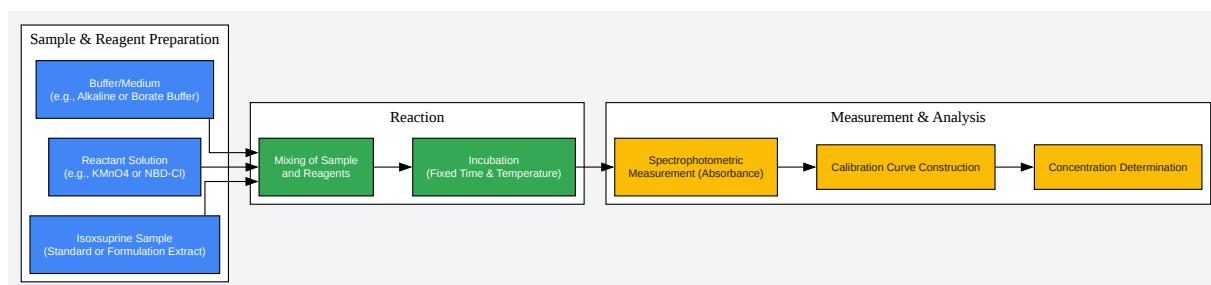 Sample & Reagent Preparation
Buffer/Medium
(e.g., Alkaline or Borate Buffer)
Reactant Solution
(e.g., KMnO4 or NBD-Cl)
Isoxsuprine Sample
(Standard or Formulation Extract)
Reaction
Mixing of Sample
and Reagents
Incubation
(Fixed Time & Temperature)
Measurement & Analysis
Spectrophotometric
Measurement (Absorbance)
Calibration Curve Construction
Concentration Determination